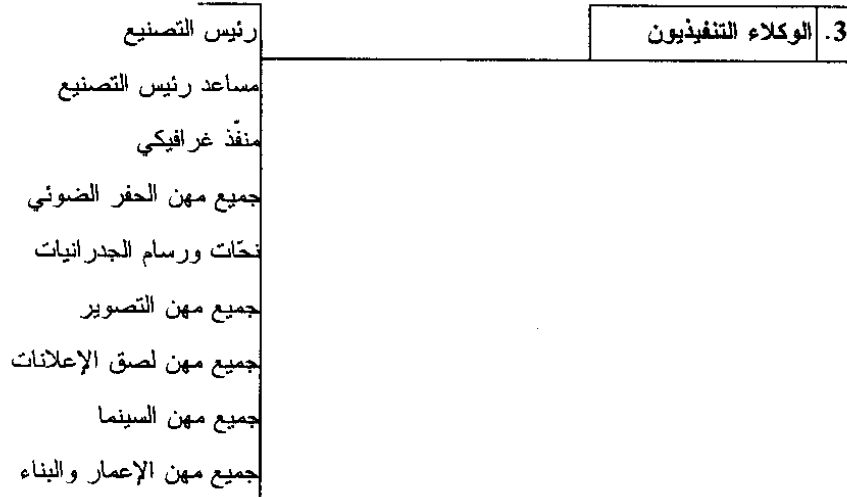 3. الوكلاء التنفيذيون
رئيس التصنيع
مساعد رئيس التصنيع
منفّذ غرافيكي
جميع مهن الحفر الضوئي
نحّات ورسام الجدرانيات
جميع مهن التصوير
جميع مهن لصق الإعلانات
جميع مهن السينما
جميع مهن الإعمار والبناء